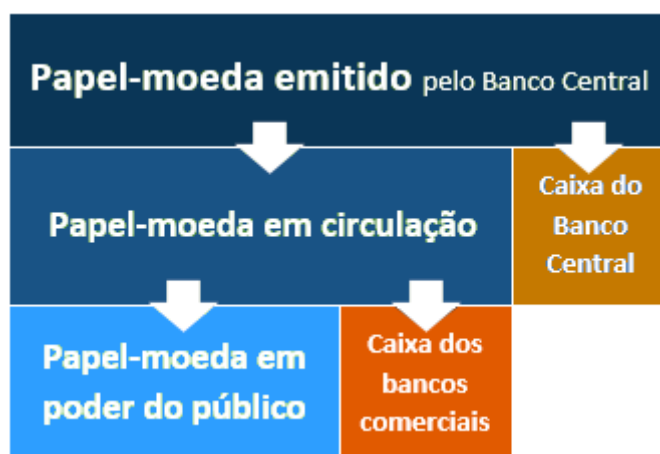 Papel-moeda emitido pelo Banco Central
Papel-moeda em circulação
Caixa do
Banco
Central
Papel-moeda em
poder do público
Caixa dos
bancos
comerciais